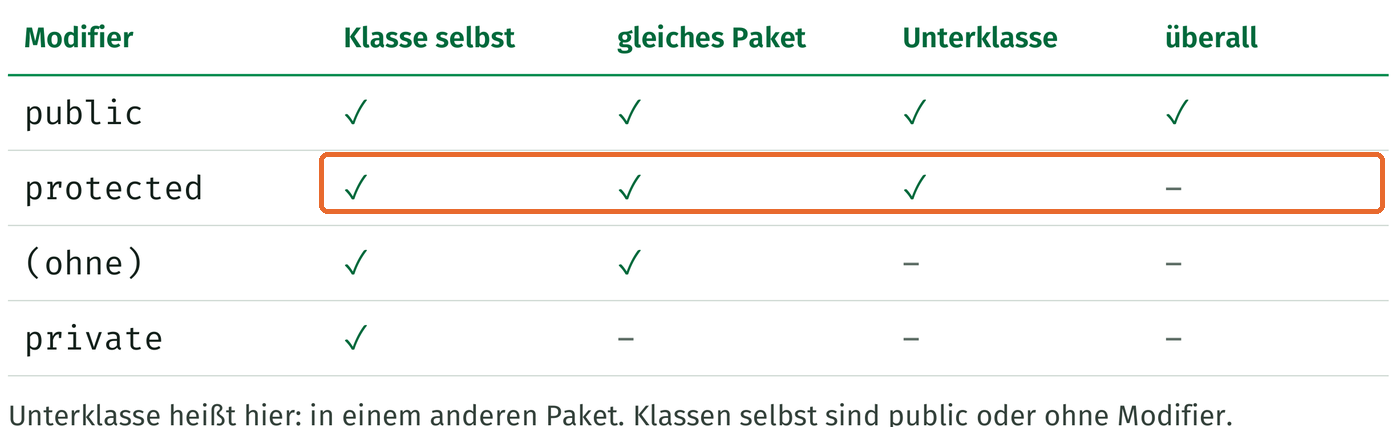 Modifier Klasse selbst gleiches Paket Unterklasse überall
public ✓ ✓ ✓ ✓
protected ✓ ✓ ✓ –
(ohne) ✓ ✓ – –
private ✓ – – –
Unterklasse heißt hier: in einem anderen Paket. Klassen selbst sind public oder ohne Modifier.